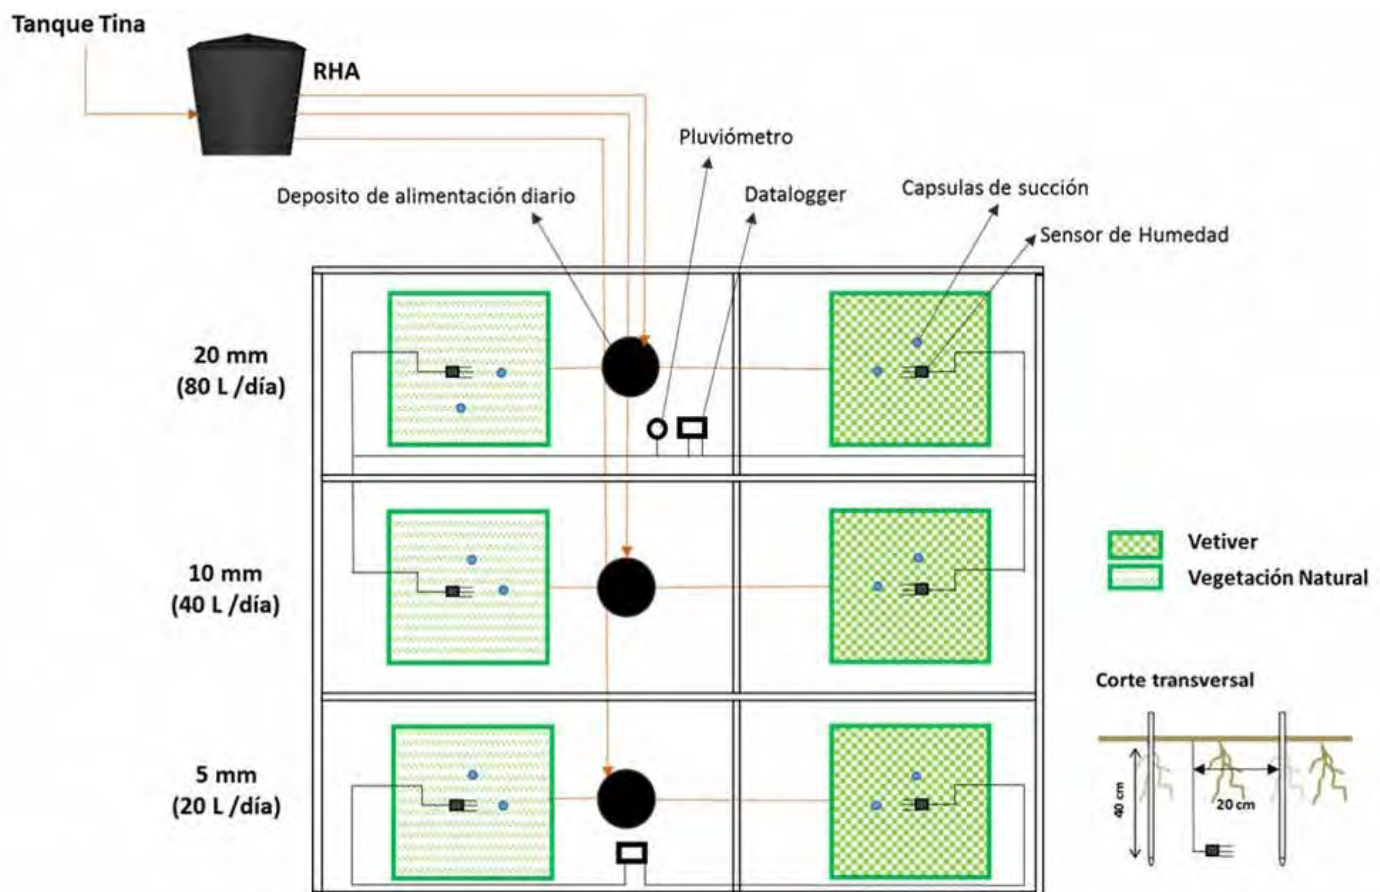 Tanque Tina
RHA
Pluviómetro
Deposito de alimentación diario
Datalogger
Capsulas de succión
Sensor de Humedad
20 mm
(80 L /día)
10 mm
(40 L /día)
Vetiver
Vegetación Natural
Corte transversal
5 mm
(20 L /día)
40 cm
20 cm